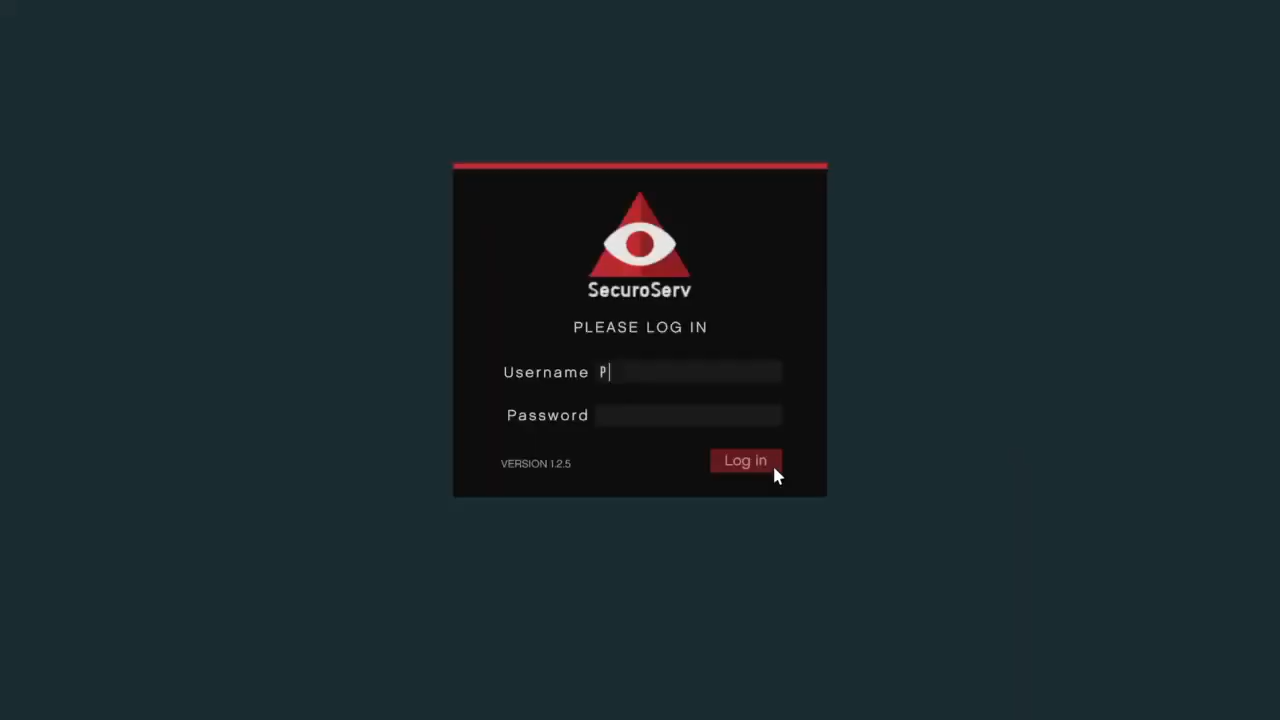 SecuroServ
PLEASE LOG IN
Username P
Password
VERSION 1.2.5 Log in